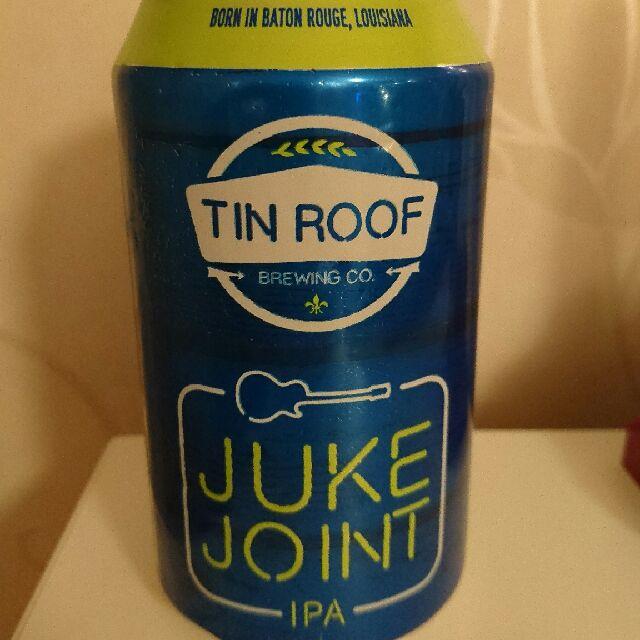 BORN IN BATON ROUGE, LOUISIANA
TIN ROOF
BREWING CO.
JUKE
JOINT
IPA